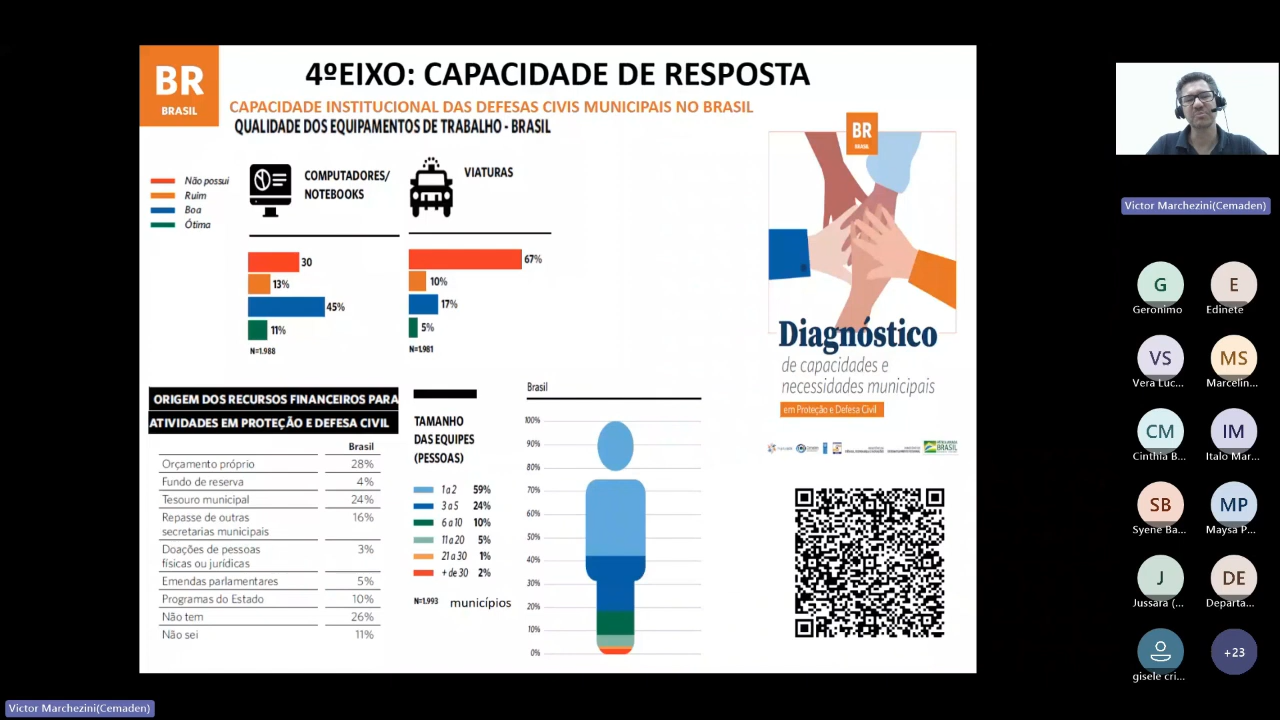 BR
BRASIL
4ºEIXO: CAPACIDADE DE RESPOSTA
CAPACIDADE INSTITUCIONAL DAS DEFESAS CIVIS MUNICIPAIS NO BRASIL
QUALIDADE DOS EQUIPAMENTOS DE TRABALHO - BRASIL
Não possui
Ruim
Boa
Ótima
COMPUTADORES/
NOTEBOOKS
30
13%
45%
11%
N=1.988
VIATURAS
67%
10%
17%
5%
N=1.981
ORIGEM DOS RECURSOS FINANCEIROS PARA
ATIVIDADES EM PROTEÇÃO E DEFESA CIVIL
Brasil
Orçamento próprio 28%
Fundo de reserva 4%
Tesouro municipal 24%
Repasse de outras 16%
secretarias municipais
Doações de pessoas 3%
físicas ou jurídicas
Emendas parlamentares 5%
Programas do Estado 10%
Não tem 26%
Não sei 11%
TAMANHO
DAS EQUIPES
(PESSOAS)
1 a 2 59%
3 a 5 24%
6 a 10 10%
11 a 20 5%
21 a 30 1%
+ de 30 2%
N=1.993 municípios
Brasil
100%
90%
80%
70%
60%
50%
40%
30%
20%
10%
0%
BR
BRASIL
Diagnóstico
de capacidades e
necessidades municipais
em Proteção e Defesa Civil
BRASIL
Victor Marchezini(Cemaden)
G
Geronimo
E
Edinete
VS
Vera Luc...
MS
Marcelin...
CM
Cinthia B...
IM
Italo Mar...
SB
Syene Ba...
MP
Maysa P...
J
Jussara (...
DE
Departa...
gisele cri...
+23
Victor Marchezini(Cemaden)